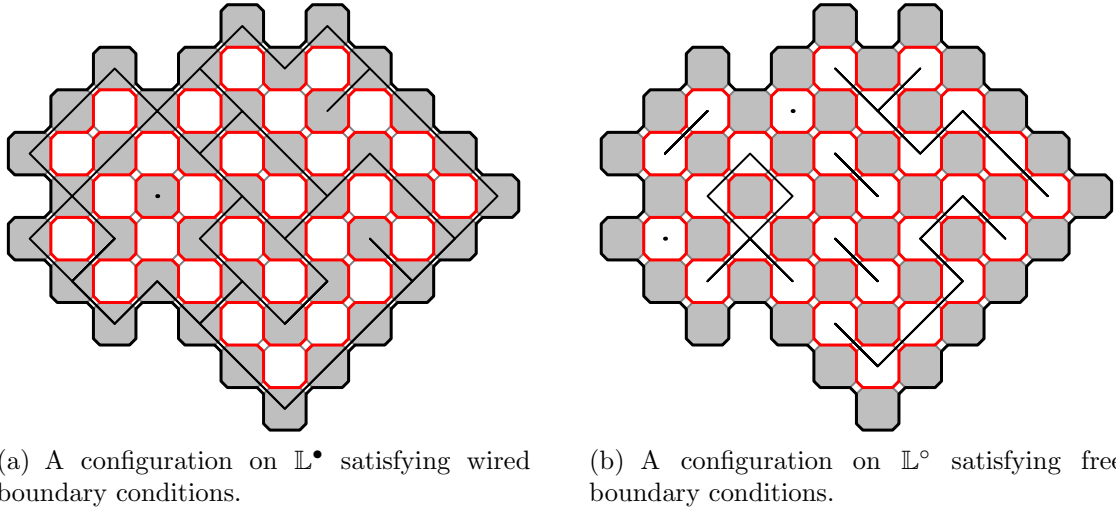 (a) A configuration on 𝕃• satisfying wired
boundary conditions.
(b) A configuration on 𝕃◦ satisfying free
boundary conditions.